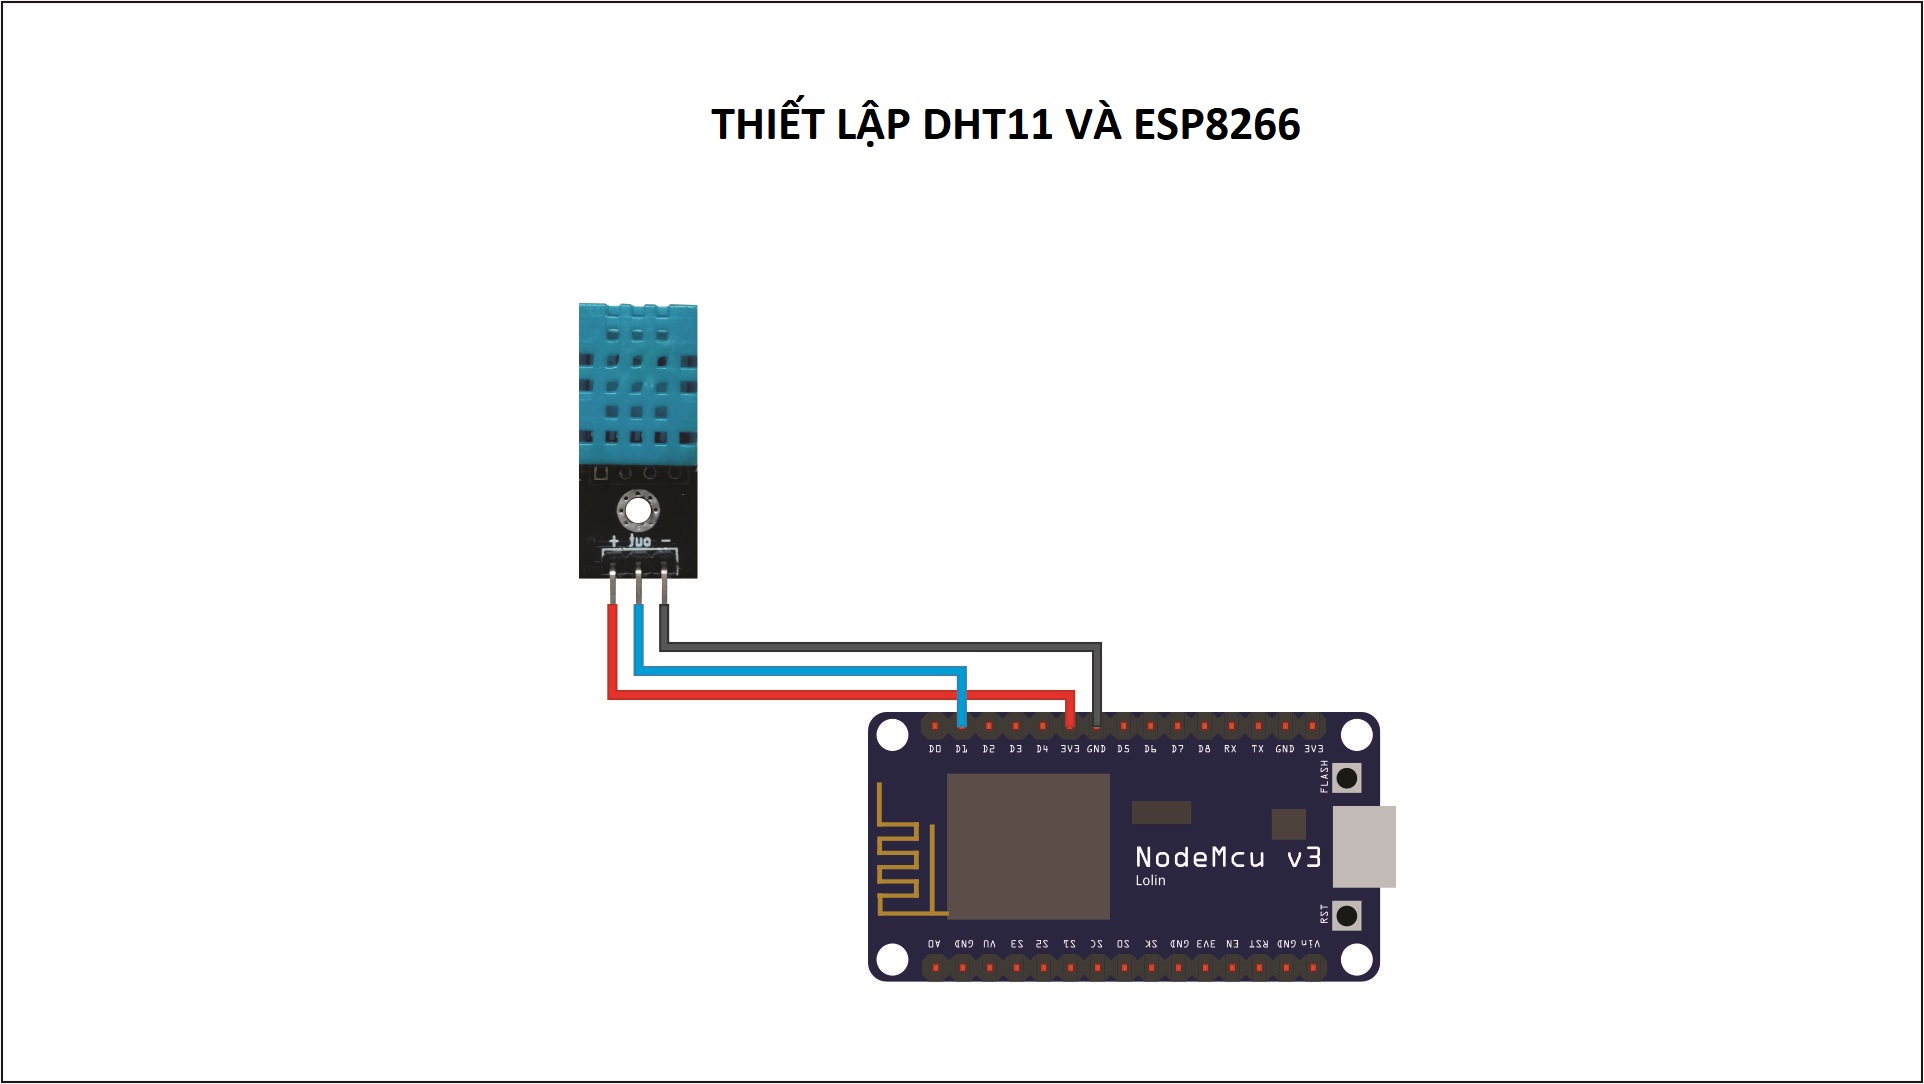 THIẾT LẬP DHT11 VÀ ESP8266
+ out -
D0 D1 D2 D3 D4 3V3 GND D5 D6 D7 D8 RX TX GND 3V3
FLASH
NodeMcu v3
Lolin
RST
A0 GND VU S3 S2 S1 SC S0 SK GND 3V3 EN RST GND Vin